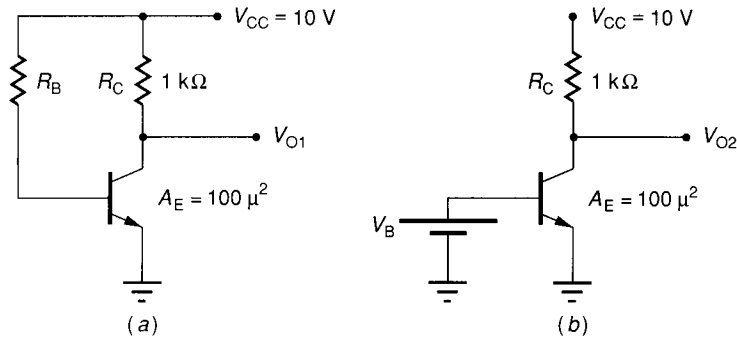 V_CC = 10 V
R_B
R_C
1 kΩ
V_O1
A_E = 100 μ²
(a)
V_CC = 10 V
R_C
1 kΩ
V_O2
A_E = 100 μ²
V_B
(b)